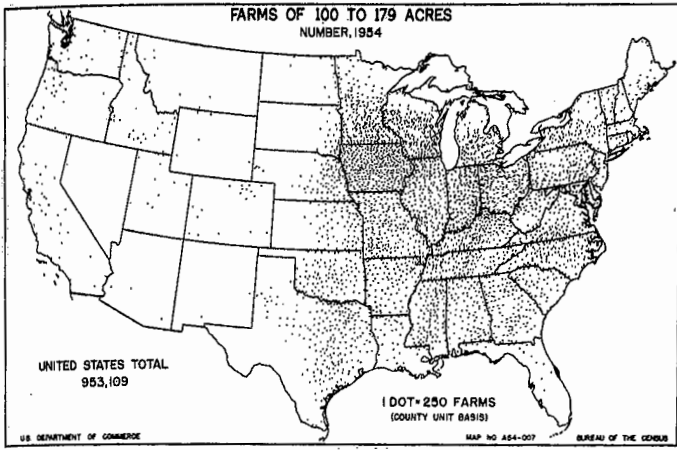 FARMS OF 100 TO 179 ACRES
NUMBER, 1954
UNITED STATES TOTAL
953,109
1 DOT=250 FARMS
(COUNTY UNIT BASIS)
U.S. DEPARTMENT OF COMMERCE
MAP NO A54-007
BUREAU OF THE CENSUS